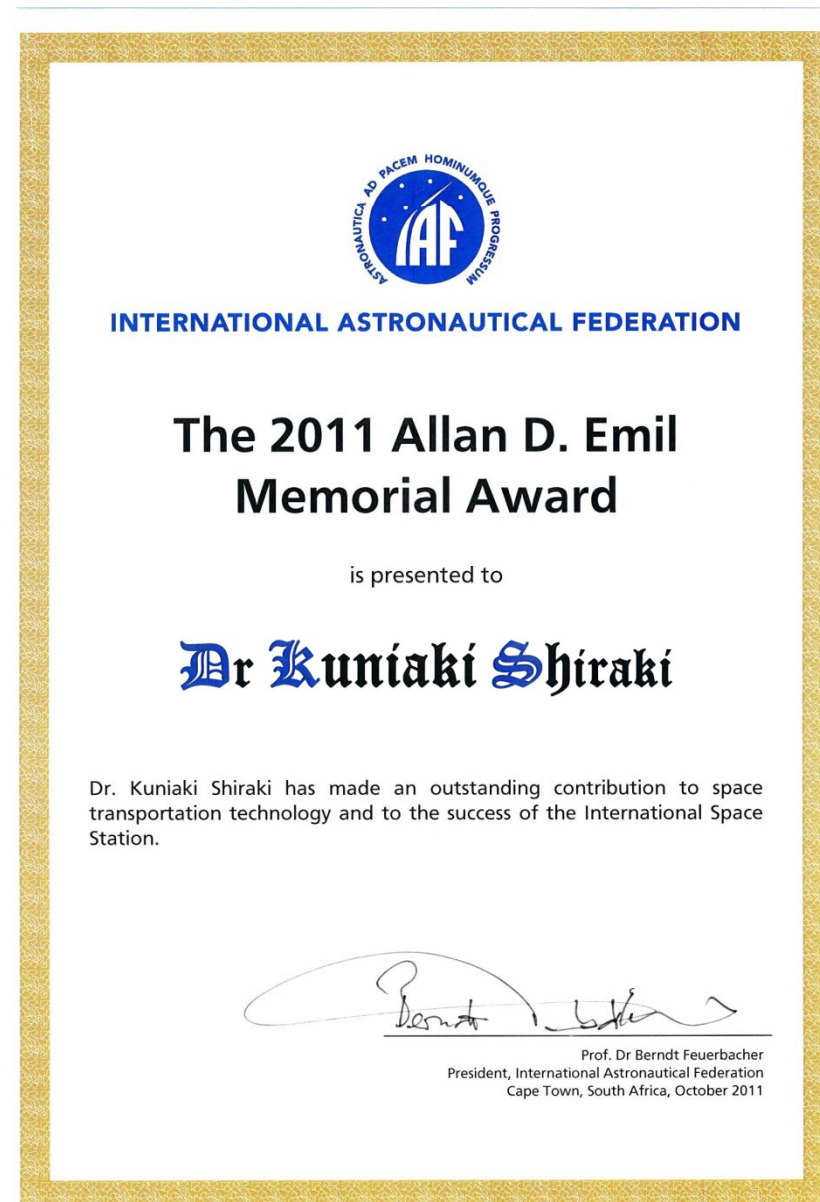 ASTRONAUTICA AD PACEM HOMINUMQUE PROGRESSUM
IAF
INTERNATIONAL ASTRONAUTICAL FEDERATION
The 2011 Allan D. Emil
Memorial Award
is presented to
Dr Kuniaki Shiraki
Dr. Kuniaki Shiraki has made an outstanding contribution to space
transportation technology and to the success of the International Space
Station.
Berndt
Prof. Dr Berndt Feuerbacher
President, International Astronautical Federation
Cape Town, South Africa, October 2011